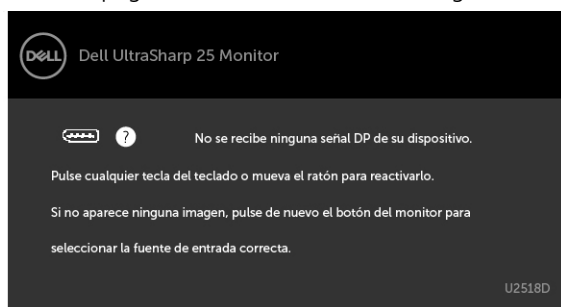 DELL Dell UltraSharp 25 Monitor
? No se recibe ninguna señal DP de su dispositivo.
Pulse cualquier tecla del teclado o mueva el ratón para reactivarlo.
Si no aparece ninguna imagen, pulse de nuevo el botón del monitor para
seleccionar la fuente de entrada correcta.
U2518D